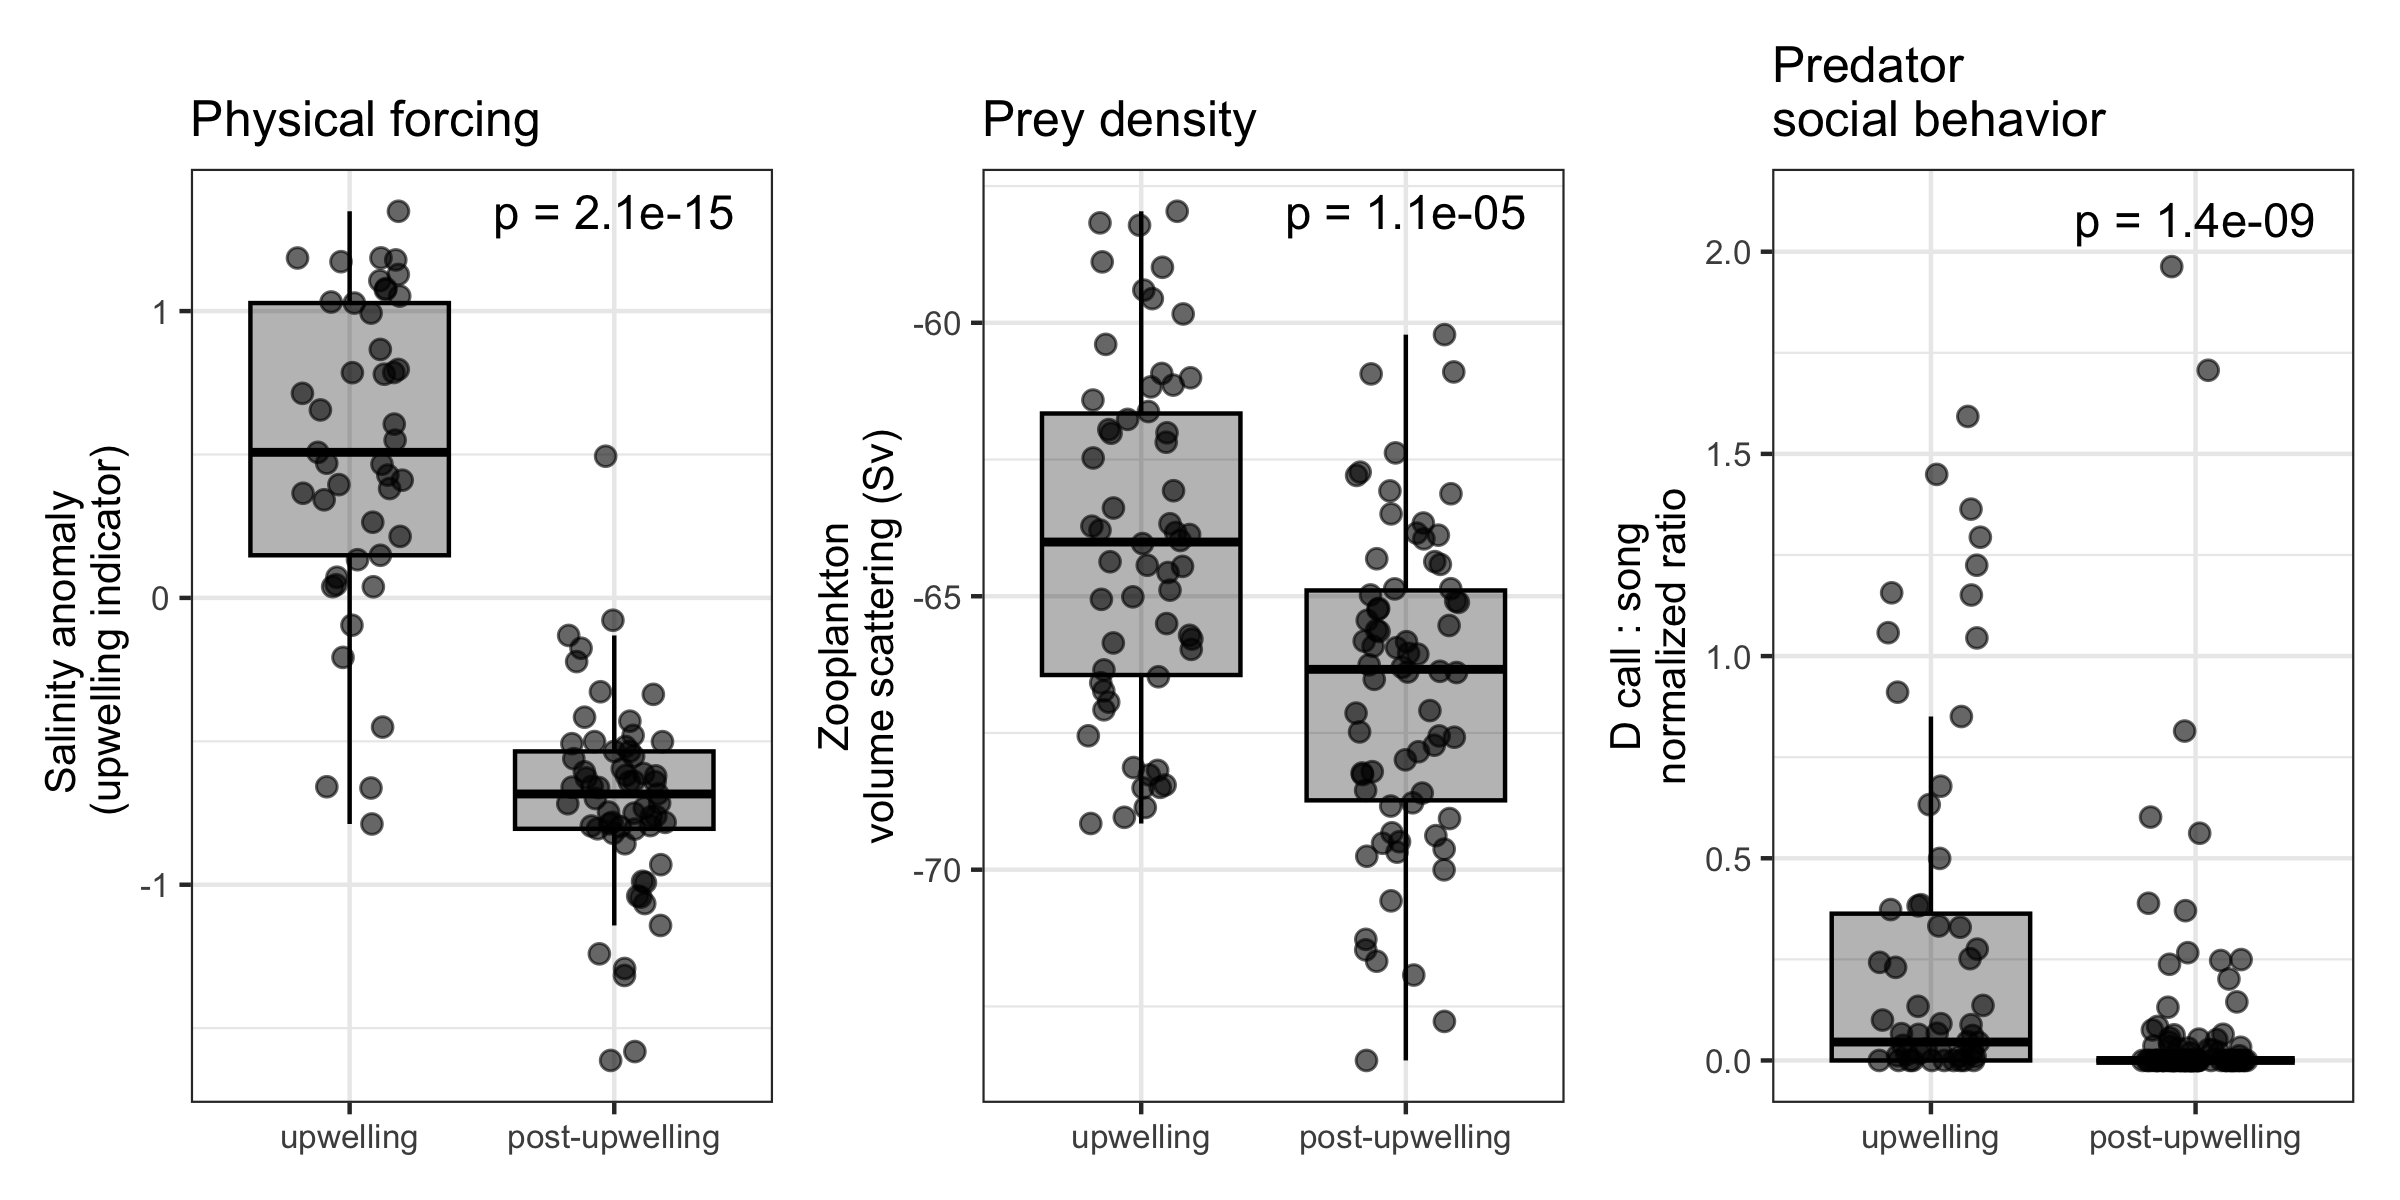 Physical forcing
p = 2.1e-15
Salinity anomaly
(upwelling indicator)
1
0
-1
upwelling
post-upwelling
Prey density
p = 1.1e-05
Zooplankton
volume scattering (Sv)
-60
-65
-70
upwelling
post-upwelling
Predator
social behavior
p = 1.4e-09
D call : song
normalized ratio
2.0
1.5
1.0
0.5
0.0
upwelling
post-upwelling